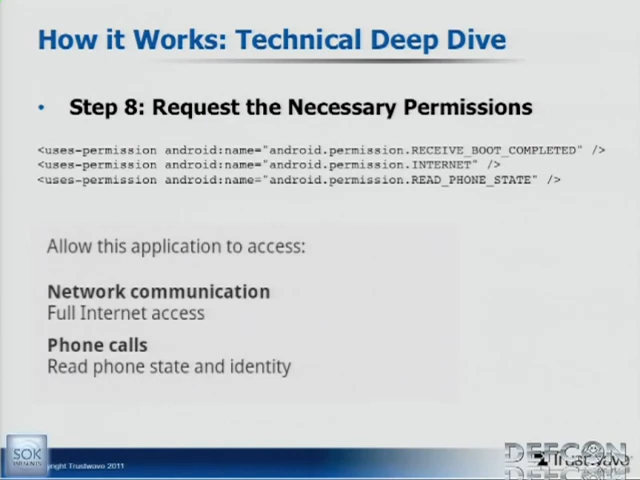 How it Works: Technical Deep Dive
• Step 8: Request the Necessary Permissions
<uses-permission android:name="android.permission.RECEIVE_BOOT_COMPLETED" />
<uses-permission android:name="android.permission.INTERNET" />
<uses-permission android:name="android.permission.READ_PHONE_STATE" />
Allow this application to access:
Network communication
Full Internet access
Phone calls
Read phone state and identity
SOK
Trustwave 2011
DEFCON
Trustwave